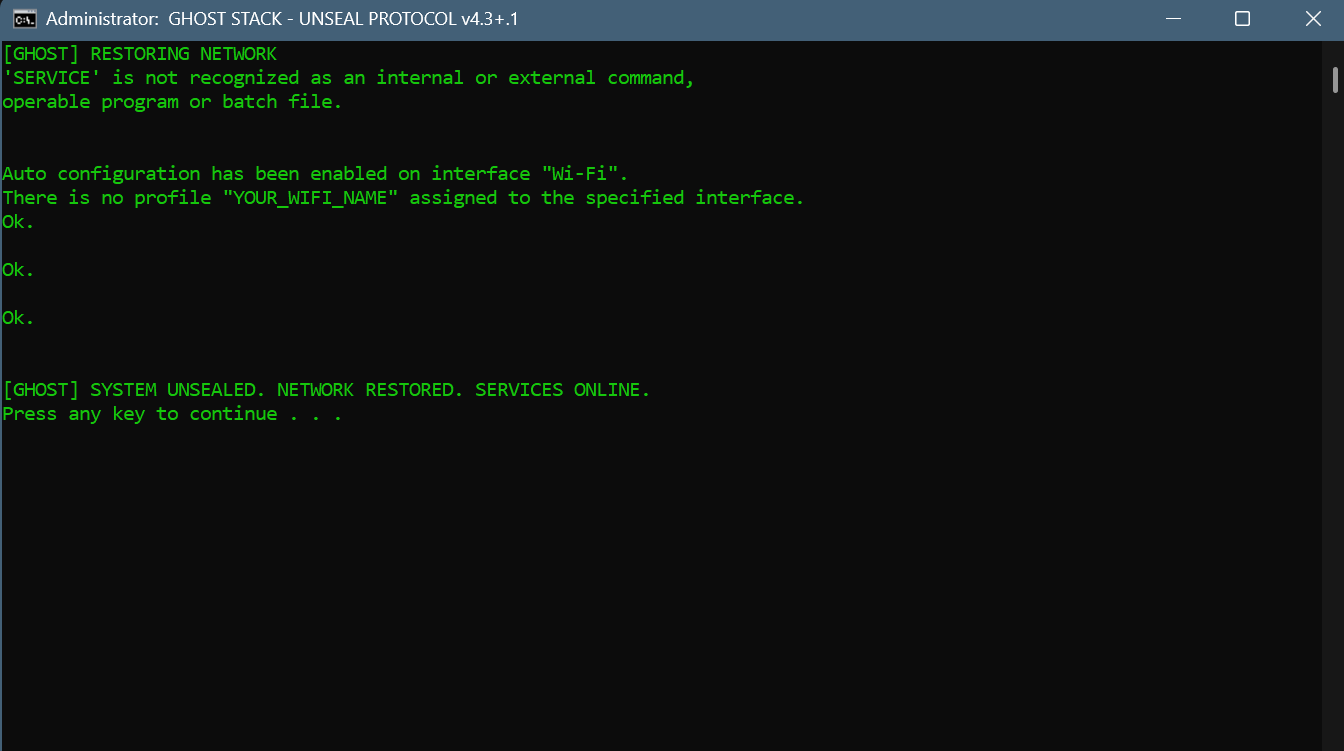 Administrator:  GHOST STACK - UNSEAL PROTOCOL v4.3+.1
[GHOST] RESTORING NETWORK
'SERVICE' is not recognized as an internal or external command,
operable program or batch file.
Auto configuration has been enabled on interface "Wi-Fi".
There is no profile "YOUR_WIFI_NAME" assigned to the specified interface.
Ok.
Ok.
Ok.
[GHOST] SYSTEM UNSEALED. NETWORK RESTORED. SERVICES ONLINE.
Press any key to continue . . .